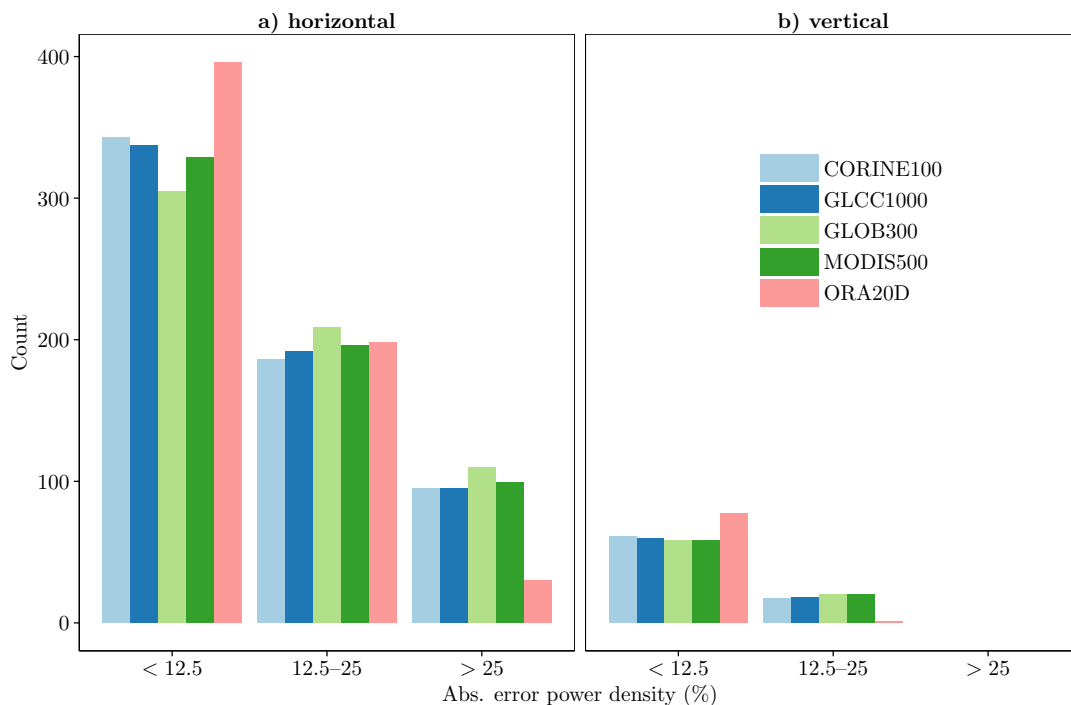 a) horizontal
b) vertical
400
300
200
100
0
Count
CORINE100
GLCC1000
GLOB300
MODIS500
ORA20D
< 12.5
12.5–25
> 25
< 12.5
12.5–25
> 25
Abs. error power density (%)